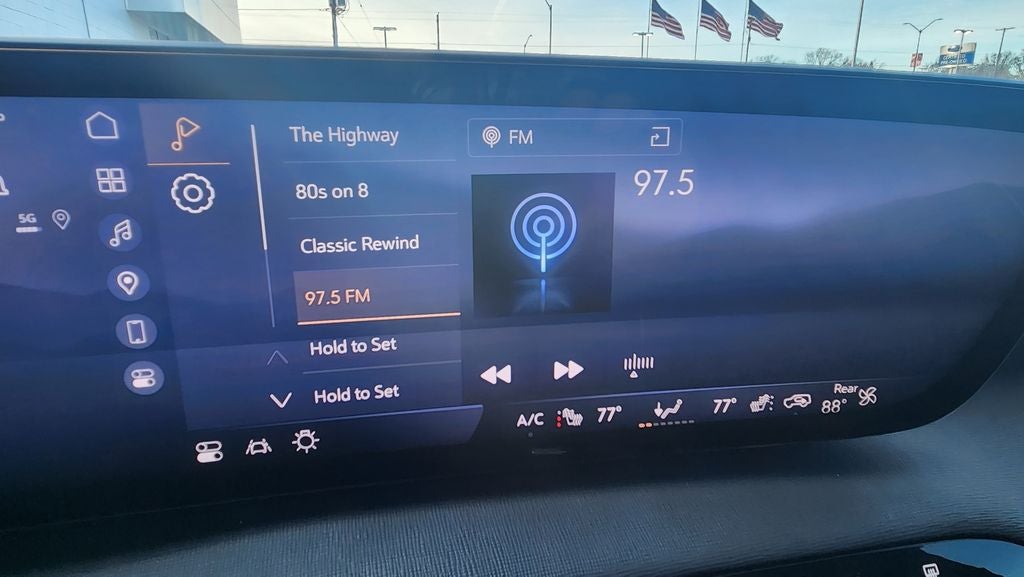 The Highway
FM
97.5
80s on 8
5G
Classic Rewind
97.5 FM
Hold to Set
Hold to Set
A/C
77°
77°
Rear
88°